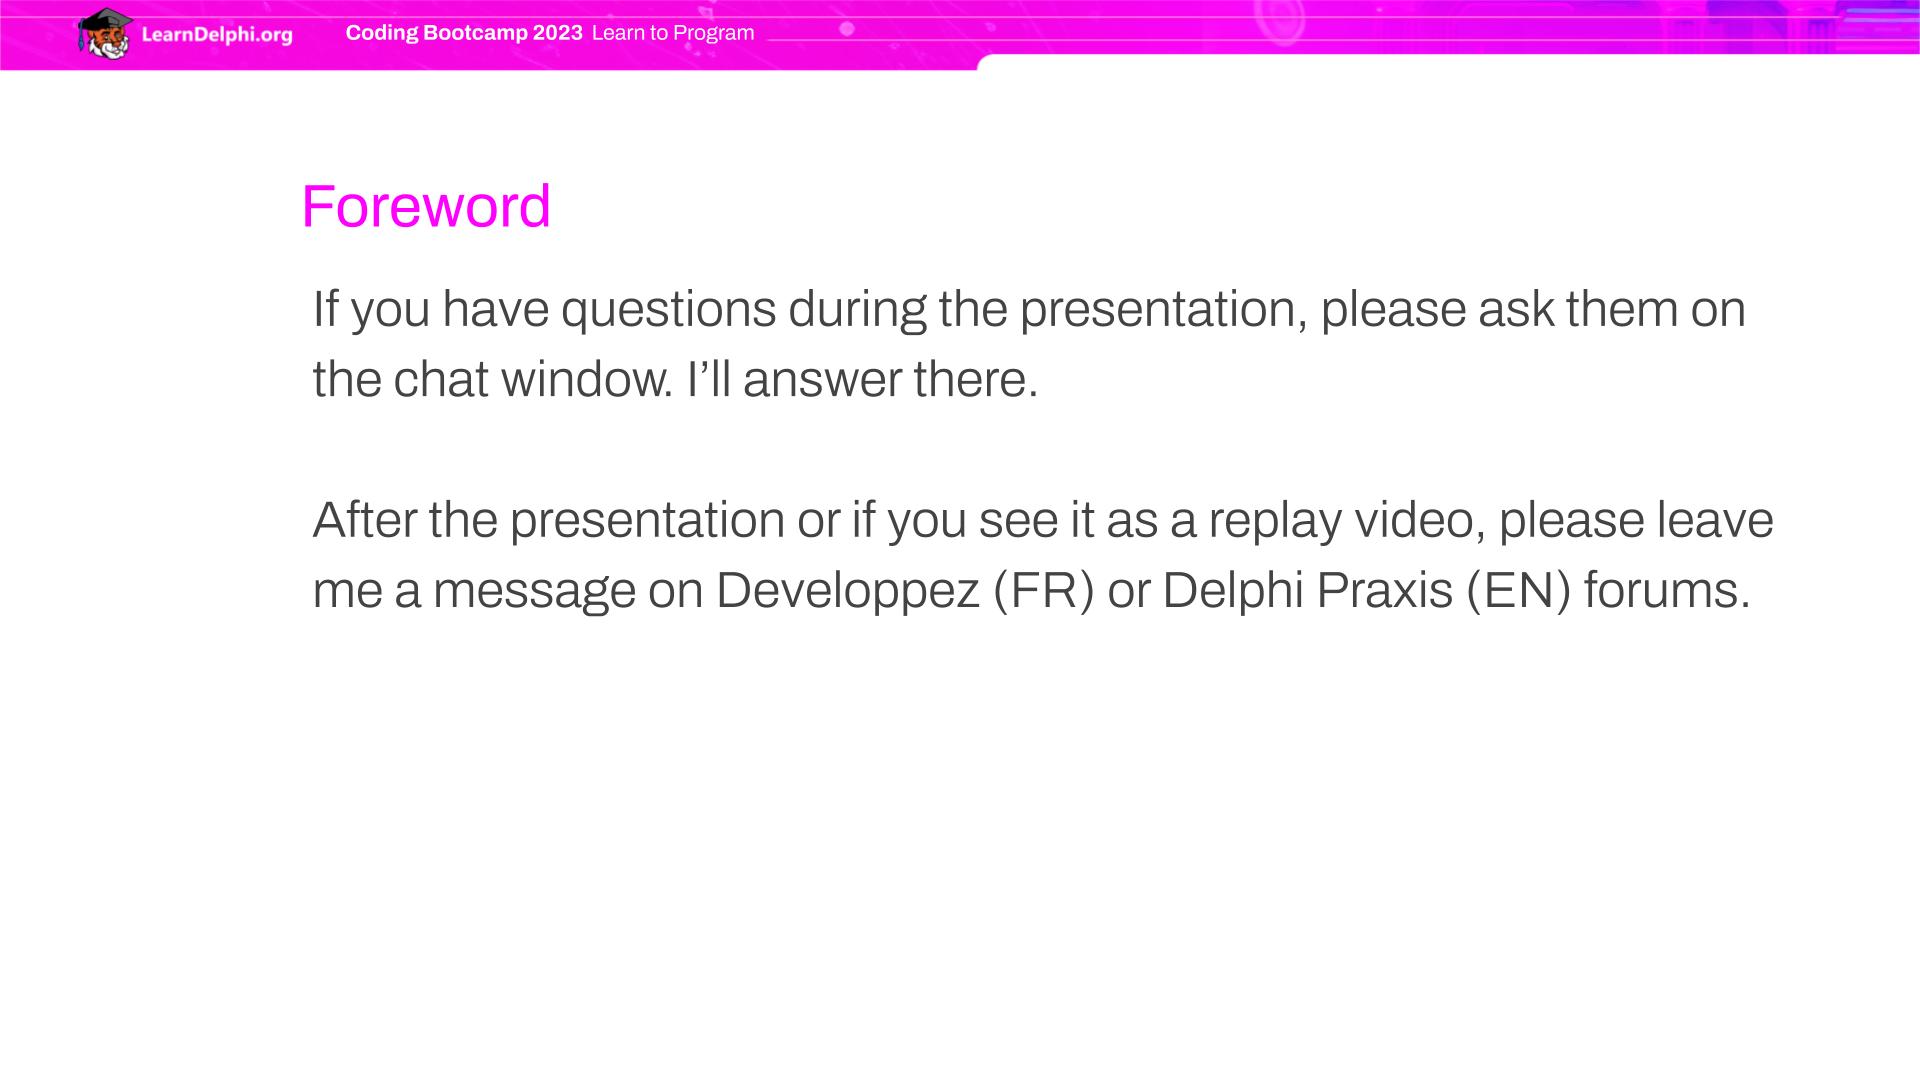 LearnDelphi.org
Coding Bootcamp 2023 Learn to Program
Foreword
If you have questions during the presentation, please ask them on
the chat window. I’ll answer there.
After the presentation or if you see it as a replay video, please leave
me a message on Developpez (FR) or Delphi Praxis (EN) forums.